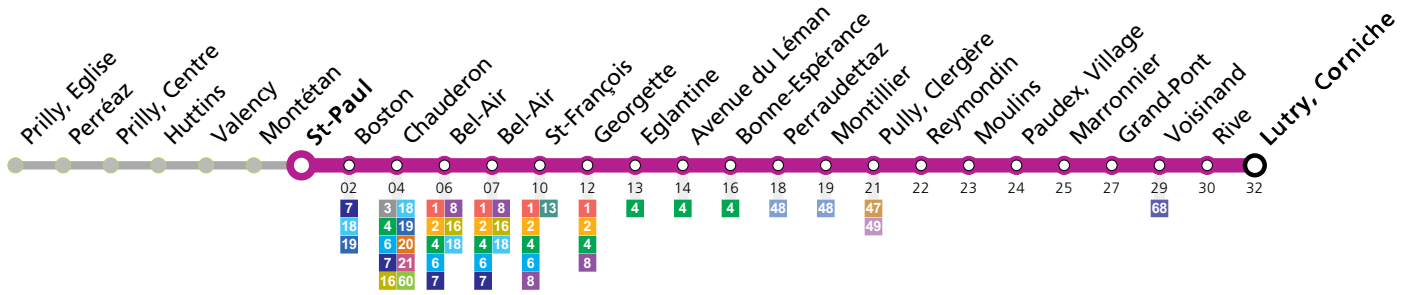 Prilly, Eglise
Perréaz
Prilly, Centre
Huttins
Valency
Montétan
St-Paul
Boston
Chauderon
Bel-Air
Bel-Air
St-François
Georgette
Eglantine
Avenue du Léman
Bonne-Espérance
Perraudettaz
Montillier
Pully, Clergère
Reymondin
Moulins
Paudex, Village
Marronnier
Grand-Pont
Voisinand
Rive
Lutry, Corniche
02 04 06 07 10 12 13 14 16 18 19 21 22 23 24 25 27 29 30 32
7 3 18 1 8 1 8 1 13 1 4 4 4 48 48 47 68
18 4 19 2 16 2 16 2 2 49
19 6 20 4 18 4 18 4 4
7 21 6 6 6 8
16 60 7 7 8